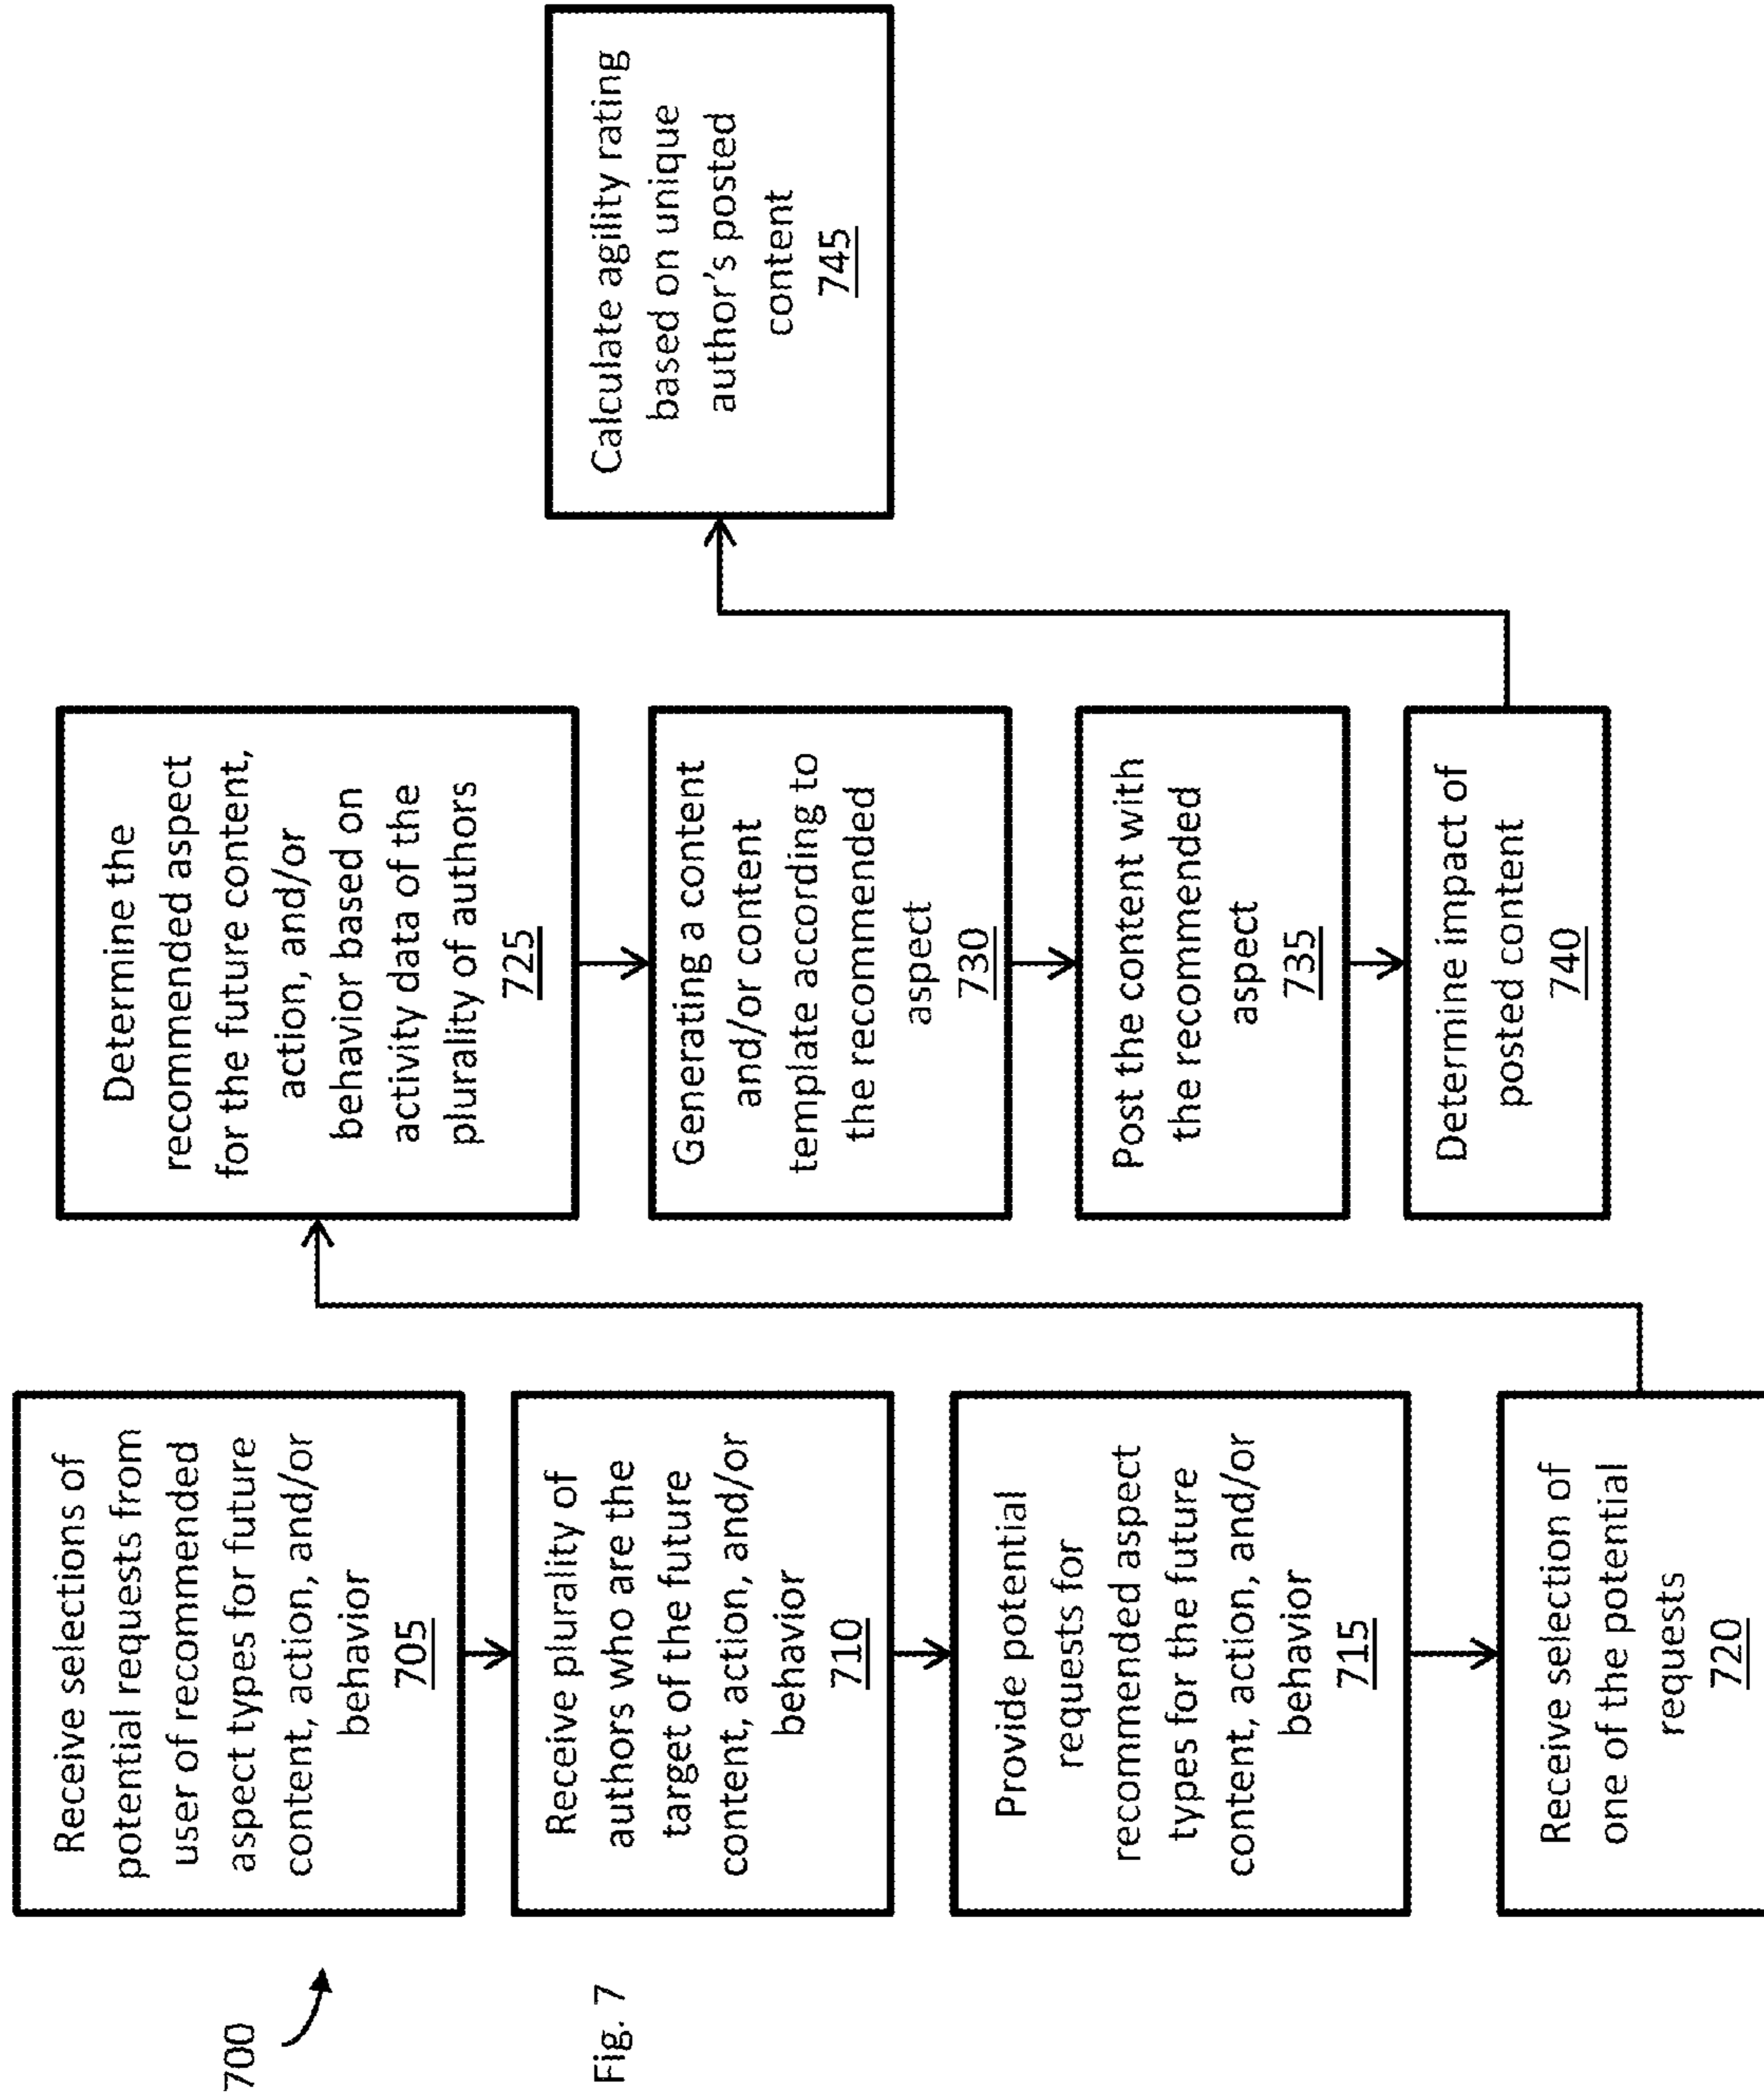 700
Receive selections of
potential requests from
user of recommended
aspect types for future
content, action, and/or
behavior
705
Receive plurality of
authors who are the
target of the future
content, action, and/or
behavior
710
Provide potential
requests for
recommended aspect
types for the future
content, action, and/or
behavior
715
Receive selection of
one of the potential
requests
720
Determine the
recommended aspect
for the future content,
action, and/or
behavior based on
activity data of the
plurality of authors
725
Generating a content
and/or content
template according to
the recommended
aspect
730
Post the content with
the recommended
aspect
735
Determine impact of
posted content
740
Calculate agility rating
based on unique
author's posted
content
745
Fig. 7